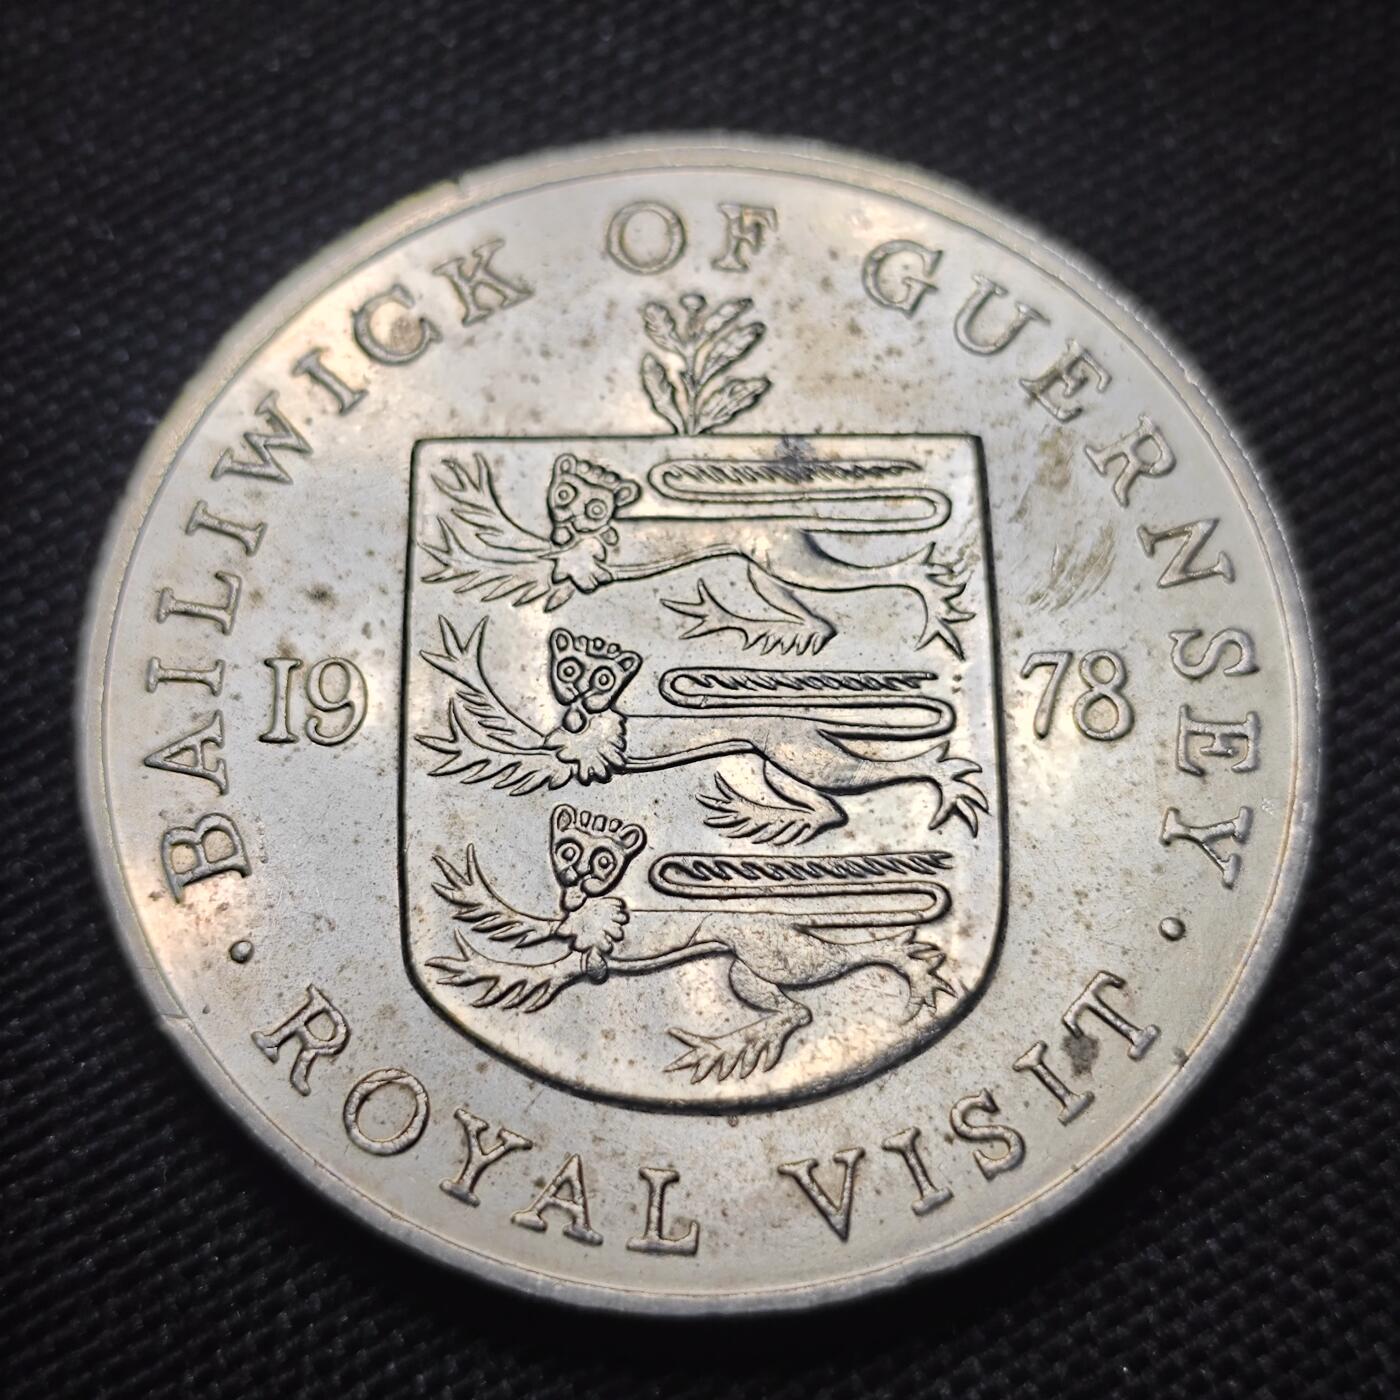 BAILIWICK OF GUERNSEY
19 78
· ROYAL VISIT ·